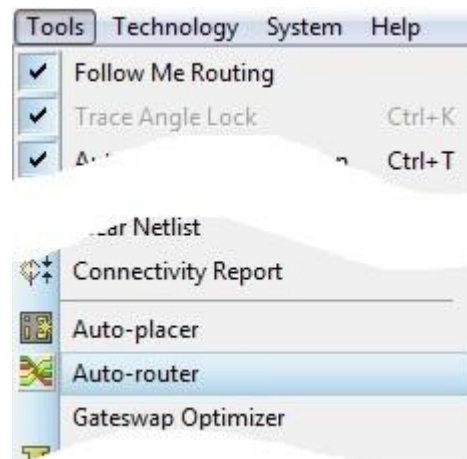 Tools Technology System Help
Follow Me Routing
Trace Angle Lock Ctrl+K
Ctrl+T
Netlist
Connectivity Report
Auto-placer
Auto-router
Gateswap Optimizer